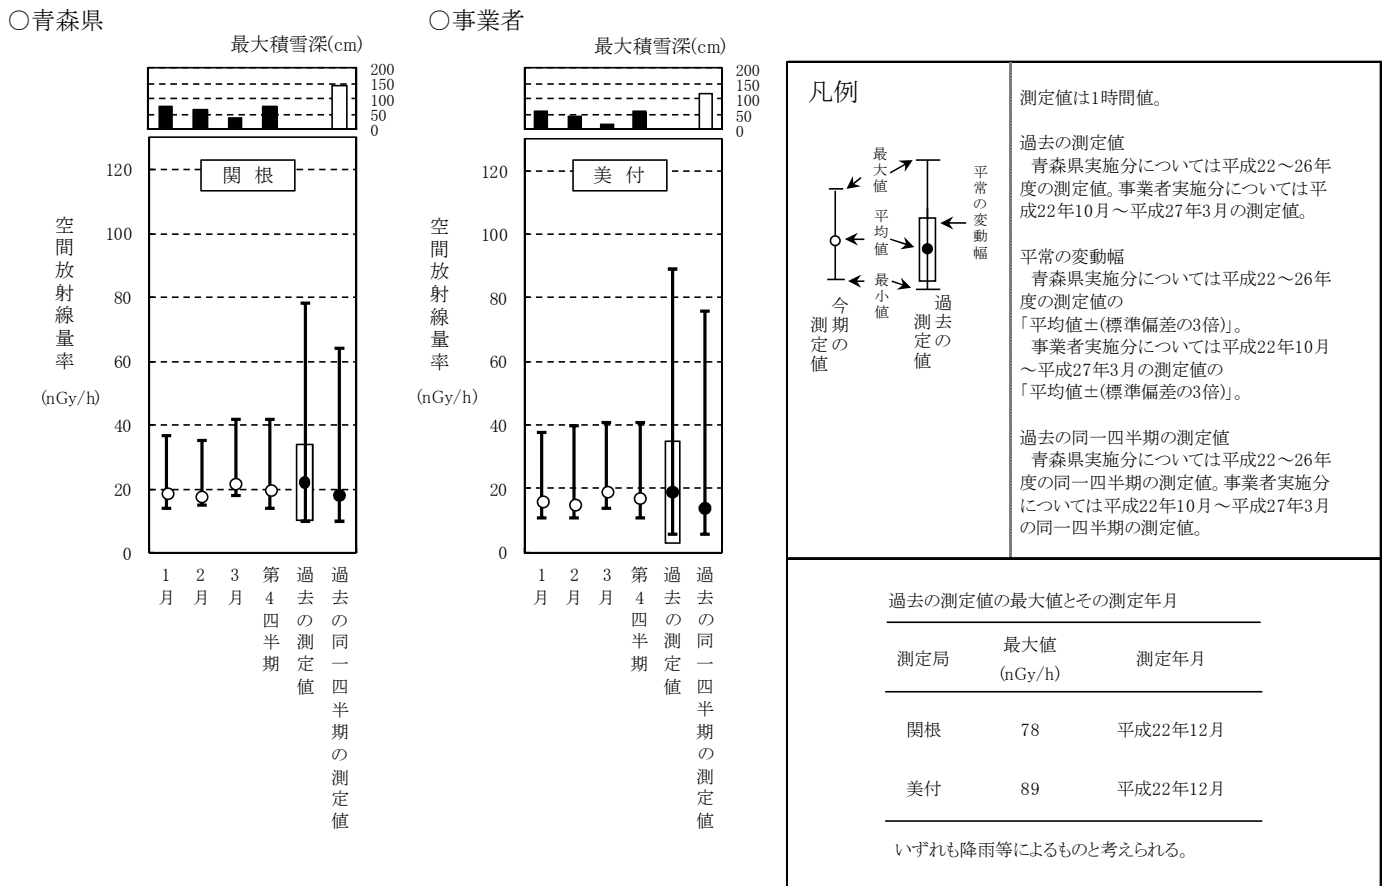 ○青森県
最大積雪深(cm)
200
150
100
50
0
関 根
120
100
80
60
40
20
0
空間放射線量率
(nGy/h)
1月
2月
3月
第4四半期
過去の測定値
過去の同一四半期の測定値
○事業者
最大積雪深(cm)
200
150
100
50
0
美 付
120
100
80
60
40
20
0
空間放射線量率
(nGy/h)
1月
2月
3月
第4四半期
過去の測定値
過去の同一四半期の測定値
凡例
最大値
平均値
最小値
平常の変動幅
今期の
測定値
過去の
測定値
測定値は1時間値。
過去の測定値
青森県実施分については平成22～26年
度の測定値。事業者実施分については平
成22年10月～平成27年3月の測定値。
平常の変動幅
青森県実施分については平成22～26年
度の測定値の
「平均値±(標準偏差の3倍)」。
事業者実施分については平成22年10月
～平成27年3月の測定値の
「平均値±(標準偏差の3倍)」。
過去の同一四半期の測定値
青森県実施分については平成22～26年
度の同一四半期の測定値。事業者実施分
については平成22年10月～平成27年3月
の同一四半期の測定値。
過去の測定値の最大値とその測定年月
測定局 最大値 (nGy/h) 測定年月
関根 78 平成22年12月
美付 89 平成22年12月
いずれも降雨等によるものと考えられる。